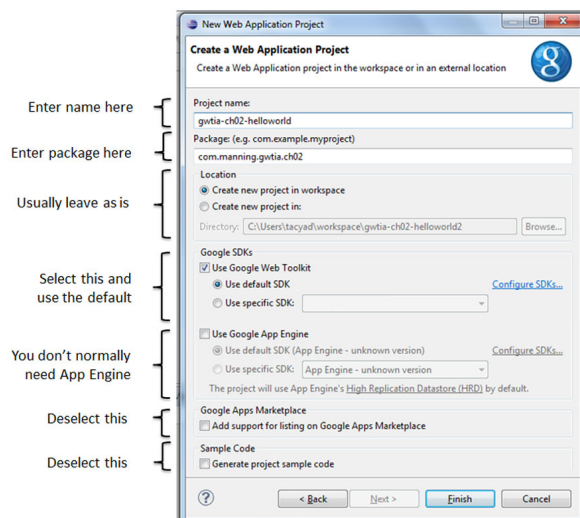 New Web Application Project
Create a Web Application Project
Create a Web Application project in the workspace or in an external location
g
Enter name here
Project name:
gwtia-ch02-helloworld
Enter package here
Package: (e.g. com.example.myproject)
com.manning.gwtia.ch02
Usually leave as is
Location
Create new project in workspace
Create new project in:
Directory: C:\Users\tacyad\workspace\gwtia-ch02-helloworld2 Browse...
Select this and
use the default
Google SDKs
Use Google Web Toolkit
Use default SDK Configure SDKs...
Use specific SDK:
You don't normally
need App Engine
Use Google App Engine
Use default SDK (App Engine - unknown version) Configure SDKs...
Use specific SDK: App Engine - unknown version
The project will use App Engine's High Replication Datastore (HRD) by default.
Deselect this
Google Apps Marketplace
Add support for listing on Google Apps Marketplace
Deselect this
Sample Code
Generate project sample code
? < Back Next > Finish Cancel